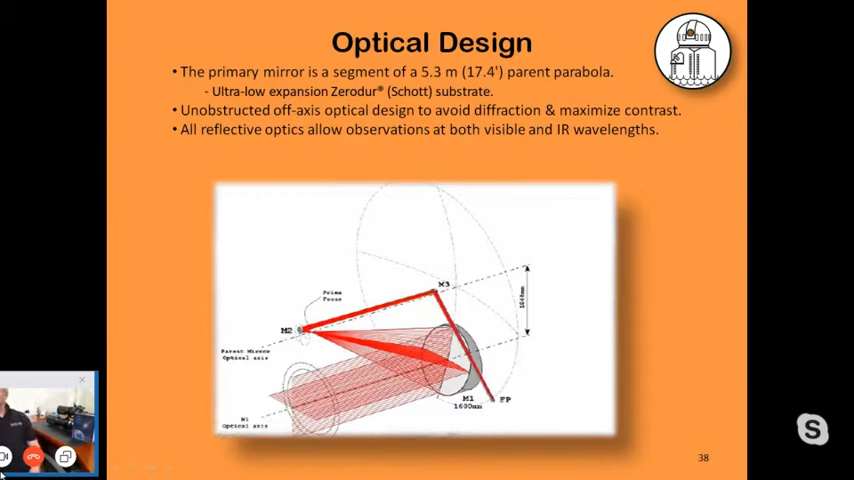 Optical Design
• The primary mirror is a segment of a 5.3 m (17.4') parent parabola.
- Ultra-low expansion Zerodur® (Schott) substrate.
• Unobstructed off-axis optical design to avoid diffraction & maximize contrast.
• All reflective optics allow observations at both visible and IR wavelengths.
M3
Prime
Focus
M2
1840mm
Parent Mirror
Optical axis
M1
1600mm
FP
M1
Optical axis
38